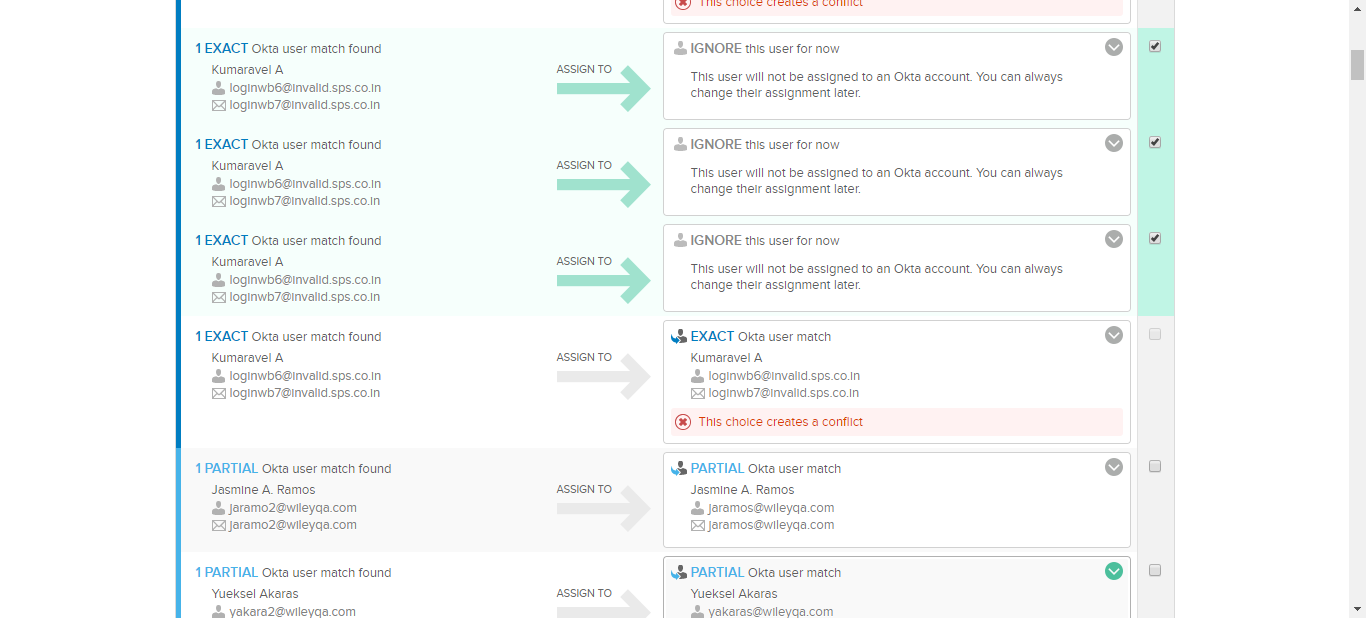 This choice creates a conflict
1 EXACT Okta user match found
Kumaravel A
loginwb6@invalid.sps.co.in
loginwb7@invalid.sps.co.in
ASSIGN TO
IGNORE this user for now
This user will not be assigned to an Okta account. You can always
change their assignment later.
1 EXACT Okta user match found
Kumaravel A
loginwb6@invalid.sps.co.in
loginwb7@invalid.sps.co.in
ASSIGN TO
IGNORE this user for now
This user will not be assigned to an Okta account. You can always
change their assignment later.
1 EXACT Okta user match found
Kumaravel A
loginwb6@invalid.sps.co.in
loginwb7@invalid.sps.co.in
ASSIGN TO
IGNORE this user for now
This user will not be assigned to an Okta account. You can always
change their assignment later.
1 EXACT Okta user match found
Kumaravel A
loginwb6@invalid.sps.co.in
loginwb7@invalid.sps.co.in
ASSIGN TO
EXACT Okta user match
Kumaravel A
loginwb6@invalid.sps.co.in
loginwb7@invalid.sps.co.in
This choice creates a conflict
1 PARTIAL Okta user match found
Jasmine A. Ramos
jaramo2@wileyqa.com
jaramo2@wileyqa.com
ASSIGN TO
PARTIAL Okta user match
Jasmine A. Ramos
jaramos@wileyqa.com
jaramos@wileyqa.com
1 PARTIAL Okta user match found
Yueksel Akaras
yakara2@wileyqa.com
ASSIGN TO
PARTIAL Okta user match
Yueksel Akaras
yakaras@wileyqa.com